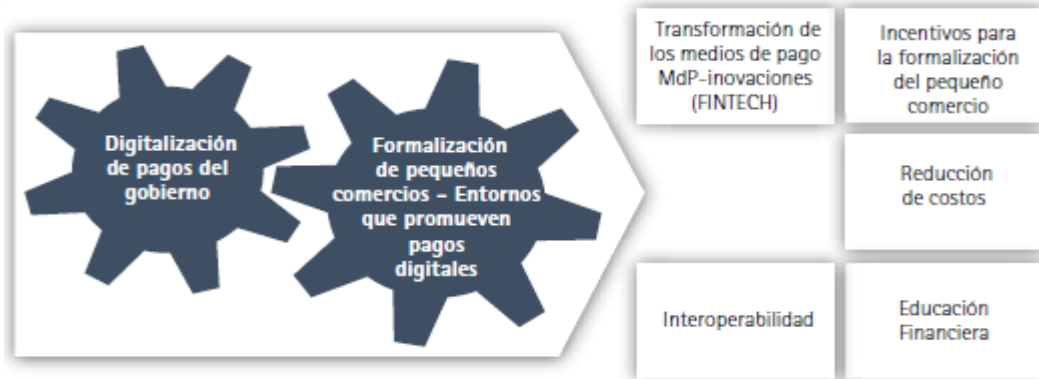 Digitalización
de pagos del
gobierno
Formalización
de pequeños
comercios – Entornos
que promueven
pagos
digitales
Transformación de
los medios de pago
MdP-inovaciones
(FINTECH)
Incentivos para
la formalización
del pequeño
comercio
Reducción
de costos
Interoperabilidad
Educación
Financiera